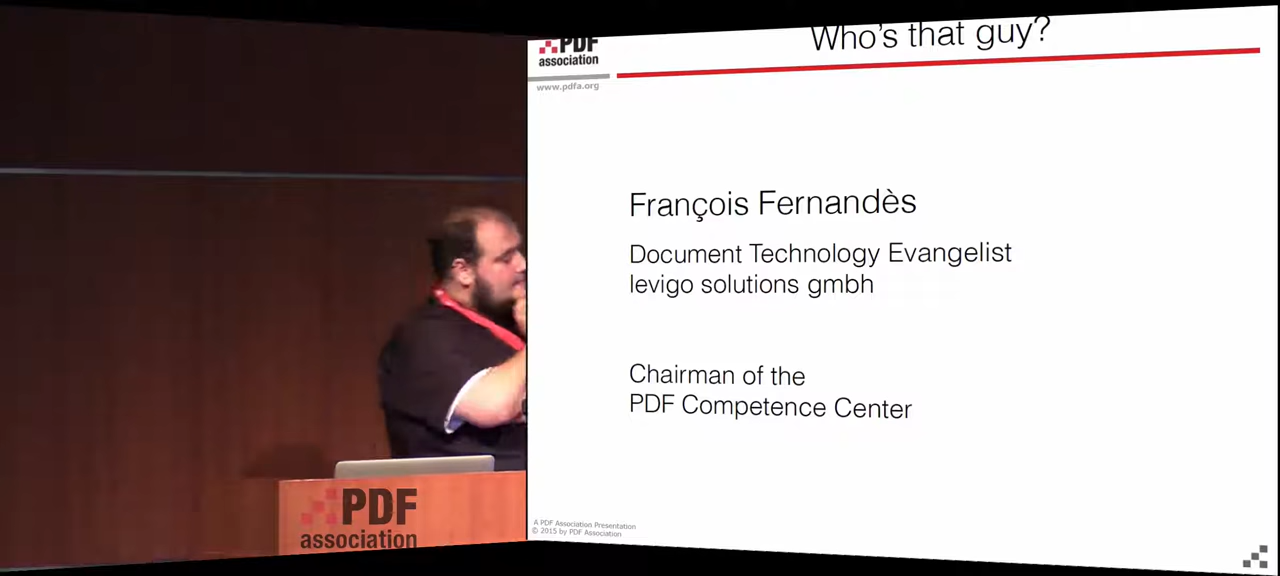 PDF
association
www.pdfa.org
Who's that guy?
François Fernandès
Document Technology Evangelist
levigo solutions gmbh
Chairman of the
PDF Competence Center
A PDF Association Presentation
© 2015 by PDF Association
PDF
association